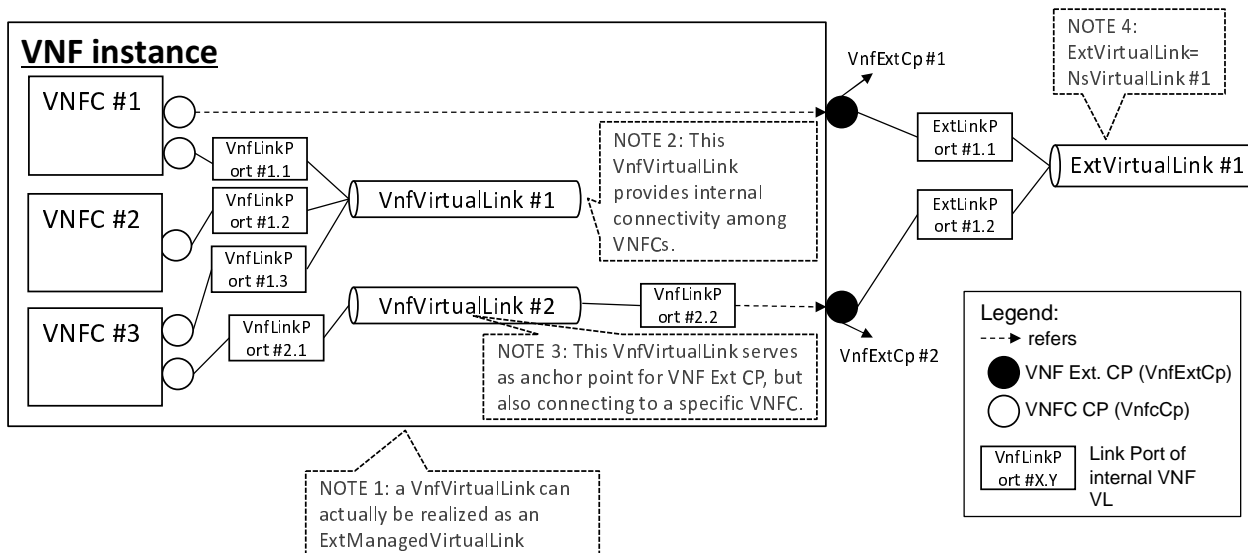 VNF instance
VNFC #1
VNFC #2
VNFC #3
VnfLinkP
ort #1.1
VnfLinkP
ort #1.2
VnfLinkP
ort #1.3
VnfLinkP
ort #2.1
VnfVirtualLink #1
VnfVirtualLink #2
NOTE 2: This
VnfVirtualLink
provides internal
connectivity among
VNFCs.
VnfLinkP
ort #2.2
NOTE 3: This VnfVirtualLink serves
as anchor point for VNF Ext CP, but
also connecting to a specific VNFC.
NOTE 1: a VnfVirtualLink can
actually be realized as an
ExtManagedVirtualLink
VnfExtCp #1
VnfExtCp #2
ExtLinkP
ort #1.1
ExtLinkP
ort #1.2
NOTE 4:
ExtVirtualLink=
NsVirtualLink #1
ExtVirtualLink #1
Legend:
refers
VNF Ext. CP (VnfExtCp)
VNFC CP (VnfcCp)
VnfLinkP
ort #X.Y
Link Port of
internal VNF
VL